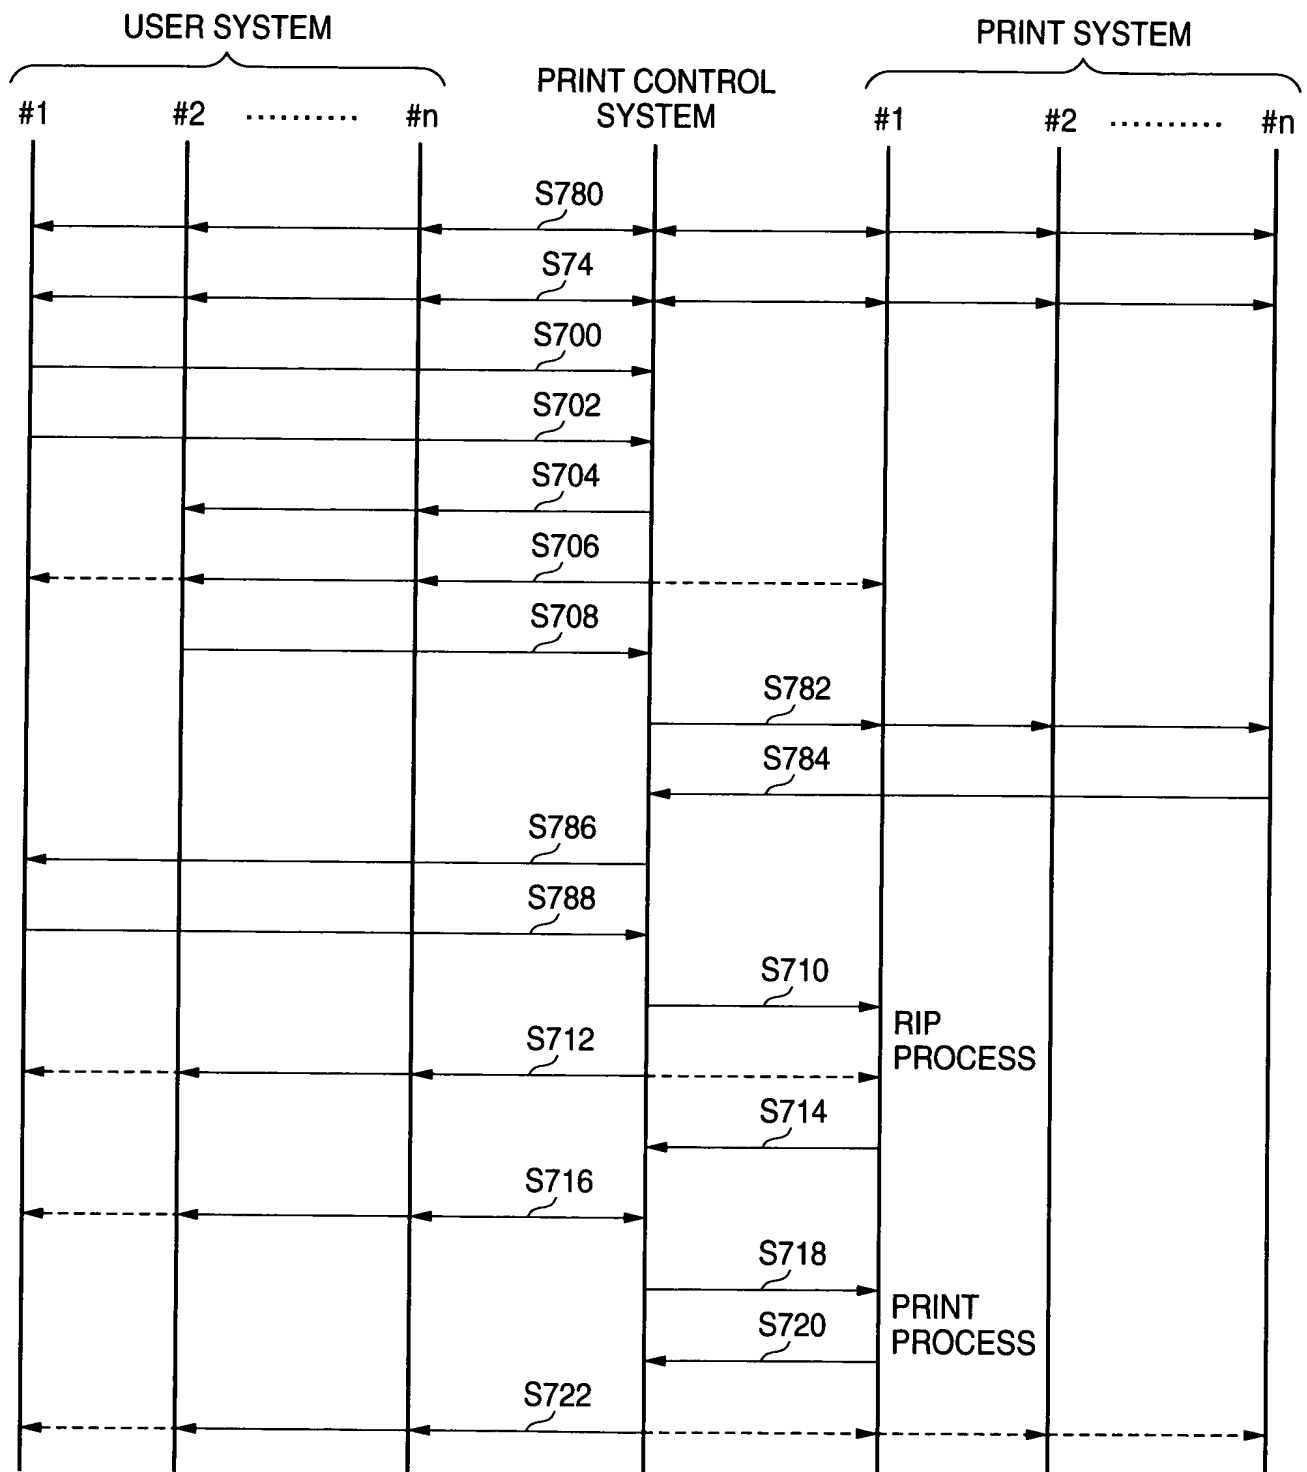 USER SYSTEM
PRINT SYSTEM
PRINT CONTROL
SYSTEM
#1 #2 .......... #n
#1 #2 .......... #n
S780
S74
S700
S702
S704
S706
S708
S782
S784
S786
S788
S710
RIP
PROCESS
S712
S714
S716
S718
PRINT
PROCESS
S720
S722